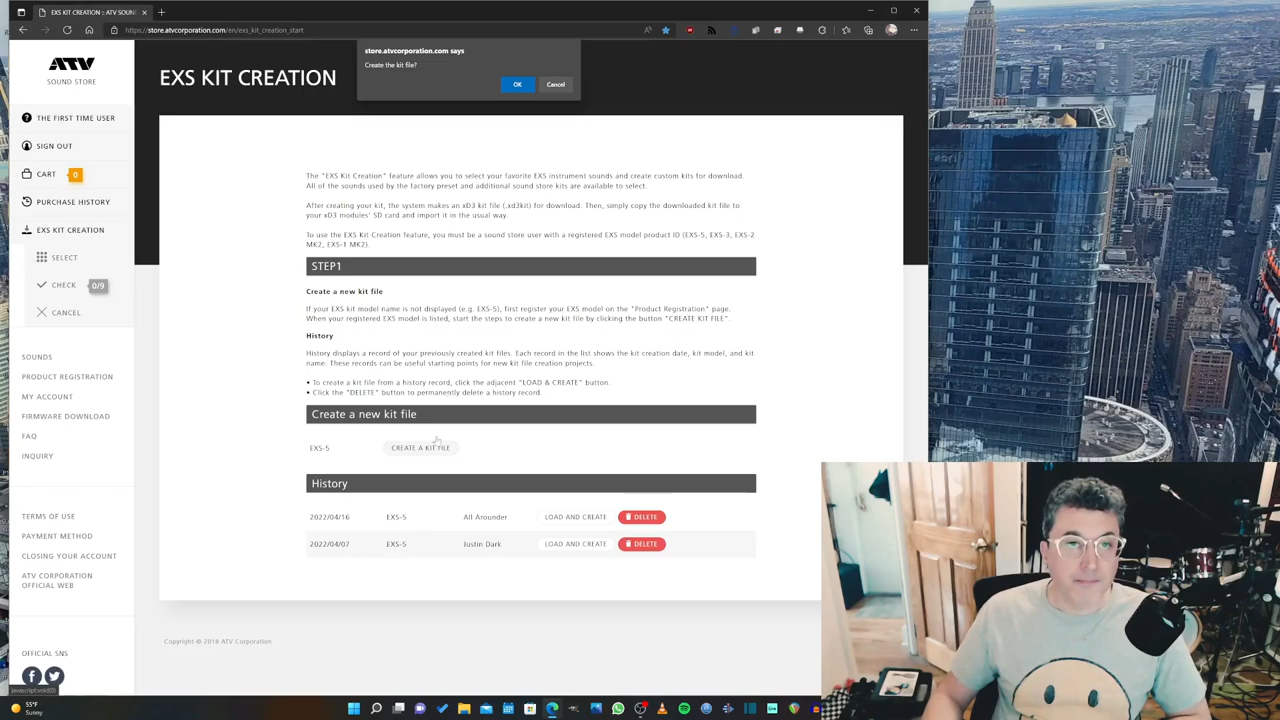 EXS KIT CREATION :: ATV SOUND
https://store.atvcorporation.com/en/exs_kit_creation_start
store.atvcorporation.com says
Create the kit file?
OK
Cancel
ATV
SOUND STORE
THE FIRST TIME USER
SIGN OUT
CART 0
PURCHASE HISTORY
EXS KIT CREATION
SELECT
CHECK 0/9
CANCEL
SOUNDS
PRODUCT REGISTRATION
MY ACCOUNT
FIRMWARE DOWNLOAD
FAQ
INQUIRY
TERMS OF USE
PAYMENT METHOD
CLOSING YOUR ACCOUNT
ATV CORPORATION
OFFICIAL WEB
OFFICIAL SNS
javascript:void(0)
EXS KIT CREATION
The "EXS Kit Creation" feature allows you to select your favorite EXS instrument sounds and create custom kits for download.
All of the sounds used by the factory preset and additional sound store kits are available to select.
After creating your kit, the system makes an xD3 kit file (.xd3kit) for download. Then, simply copy the downloaded kit file to
your xD3 modules' SD card and import it in the usual way.
To use the EXS Kit Creation feature, you must be a sound store user with a registered EXS model product ID (EXS-5, EXS-3, EXS-2
MK2, EXS-1 MK2).
STEP1
Create a new kit file
If your EXS kit model name is not displayed (e.g. EXS-5), first register your EXS model on the "Product Registration" page.
When your registered EXS model is listed, start the steps to create a new kit file by clicking the button "CREATE KIT FILE".
History
History displays a record of your previously created kit files. Each record in the list shows the kit creation date, kit model, and kit
name. These records can be useful starting points for new kit file creation projects.
• To create a kit file from a history record, click the adjacent "LOAD & CREATE" button.
• Click the "DELETE" button to permanently delete a history record.
Create a new kit file
EXS-5 CREATE A KIT FILE
History
2022/04/16 EXS-5 All Arounder LOAD AND CREATE DELETE
2022/04/07 EXS-5 Justin Dark LOAD AND CREATE DELETE
Copyright © 2018 ATV Corporation
55°F
Sunny